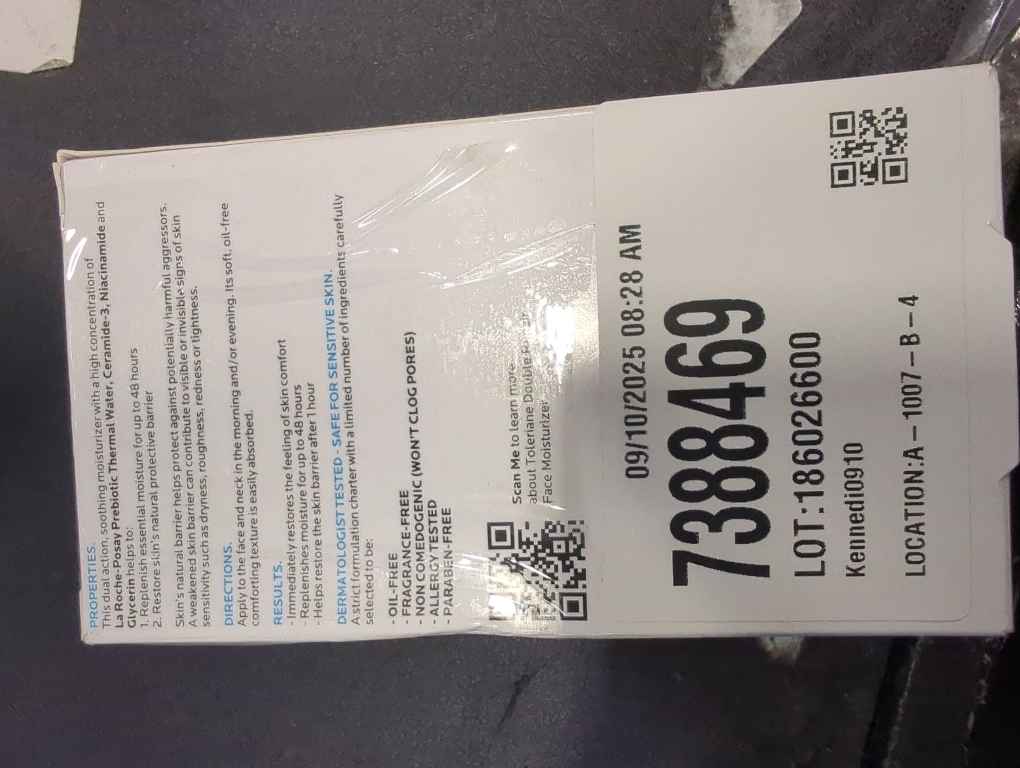 PROPERTIES.
This dual action, soothing moisturizer with a high concentration of
La Roche-Posay Prebiotic Thermal Water, Ceramide-3, Niacinamide and
Glycerin helps to:
1. Replenish essential moisture for up to 48 hours
2. Restore skin's natural protective barrier
Skin's natural barrier helps protect against potentially harmful aggressors.
A weakened skin barrier can contribute to visible or invisible signs of skin
sensitivity such as dryness, roughness, redness or tightness.
DIRECTIONS.
Apply to the face and neck in the morning and/or evening. Its soft, oil-free
comforting texture is easily absorbed.
RESULTS.
- Immediately restores the feeling of skin comfort
- Replenishes moisture for up to 48 hours
- Helps restore the skin barrier after 1 hour
DERMATOLOGIST TESTED - SAFE FOR SENSITIVE SKIN.
A strict formulation charter with a limited number of ingredients carefully
selected to be:
- OIL-FREE
- FRAGRANCE-FREE
- NONCOMEDOGENIC (WON'T CLOG PORES)
- ALLERGY TESTED
- PARABEN-FREE
Scan Me to learn more
about Toleriane Double
Face Moisturizer
09/10/2025 08:28 AM
7388469
LOT:186026600
Kennedi0910
LOCATION:A-1007-B-4